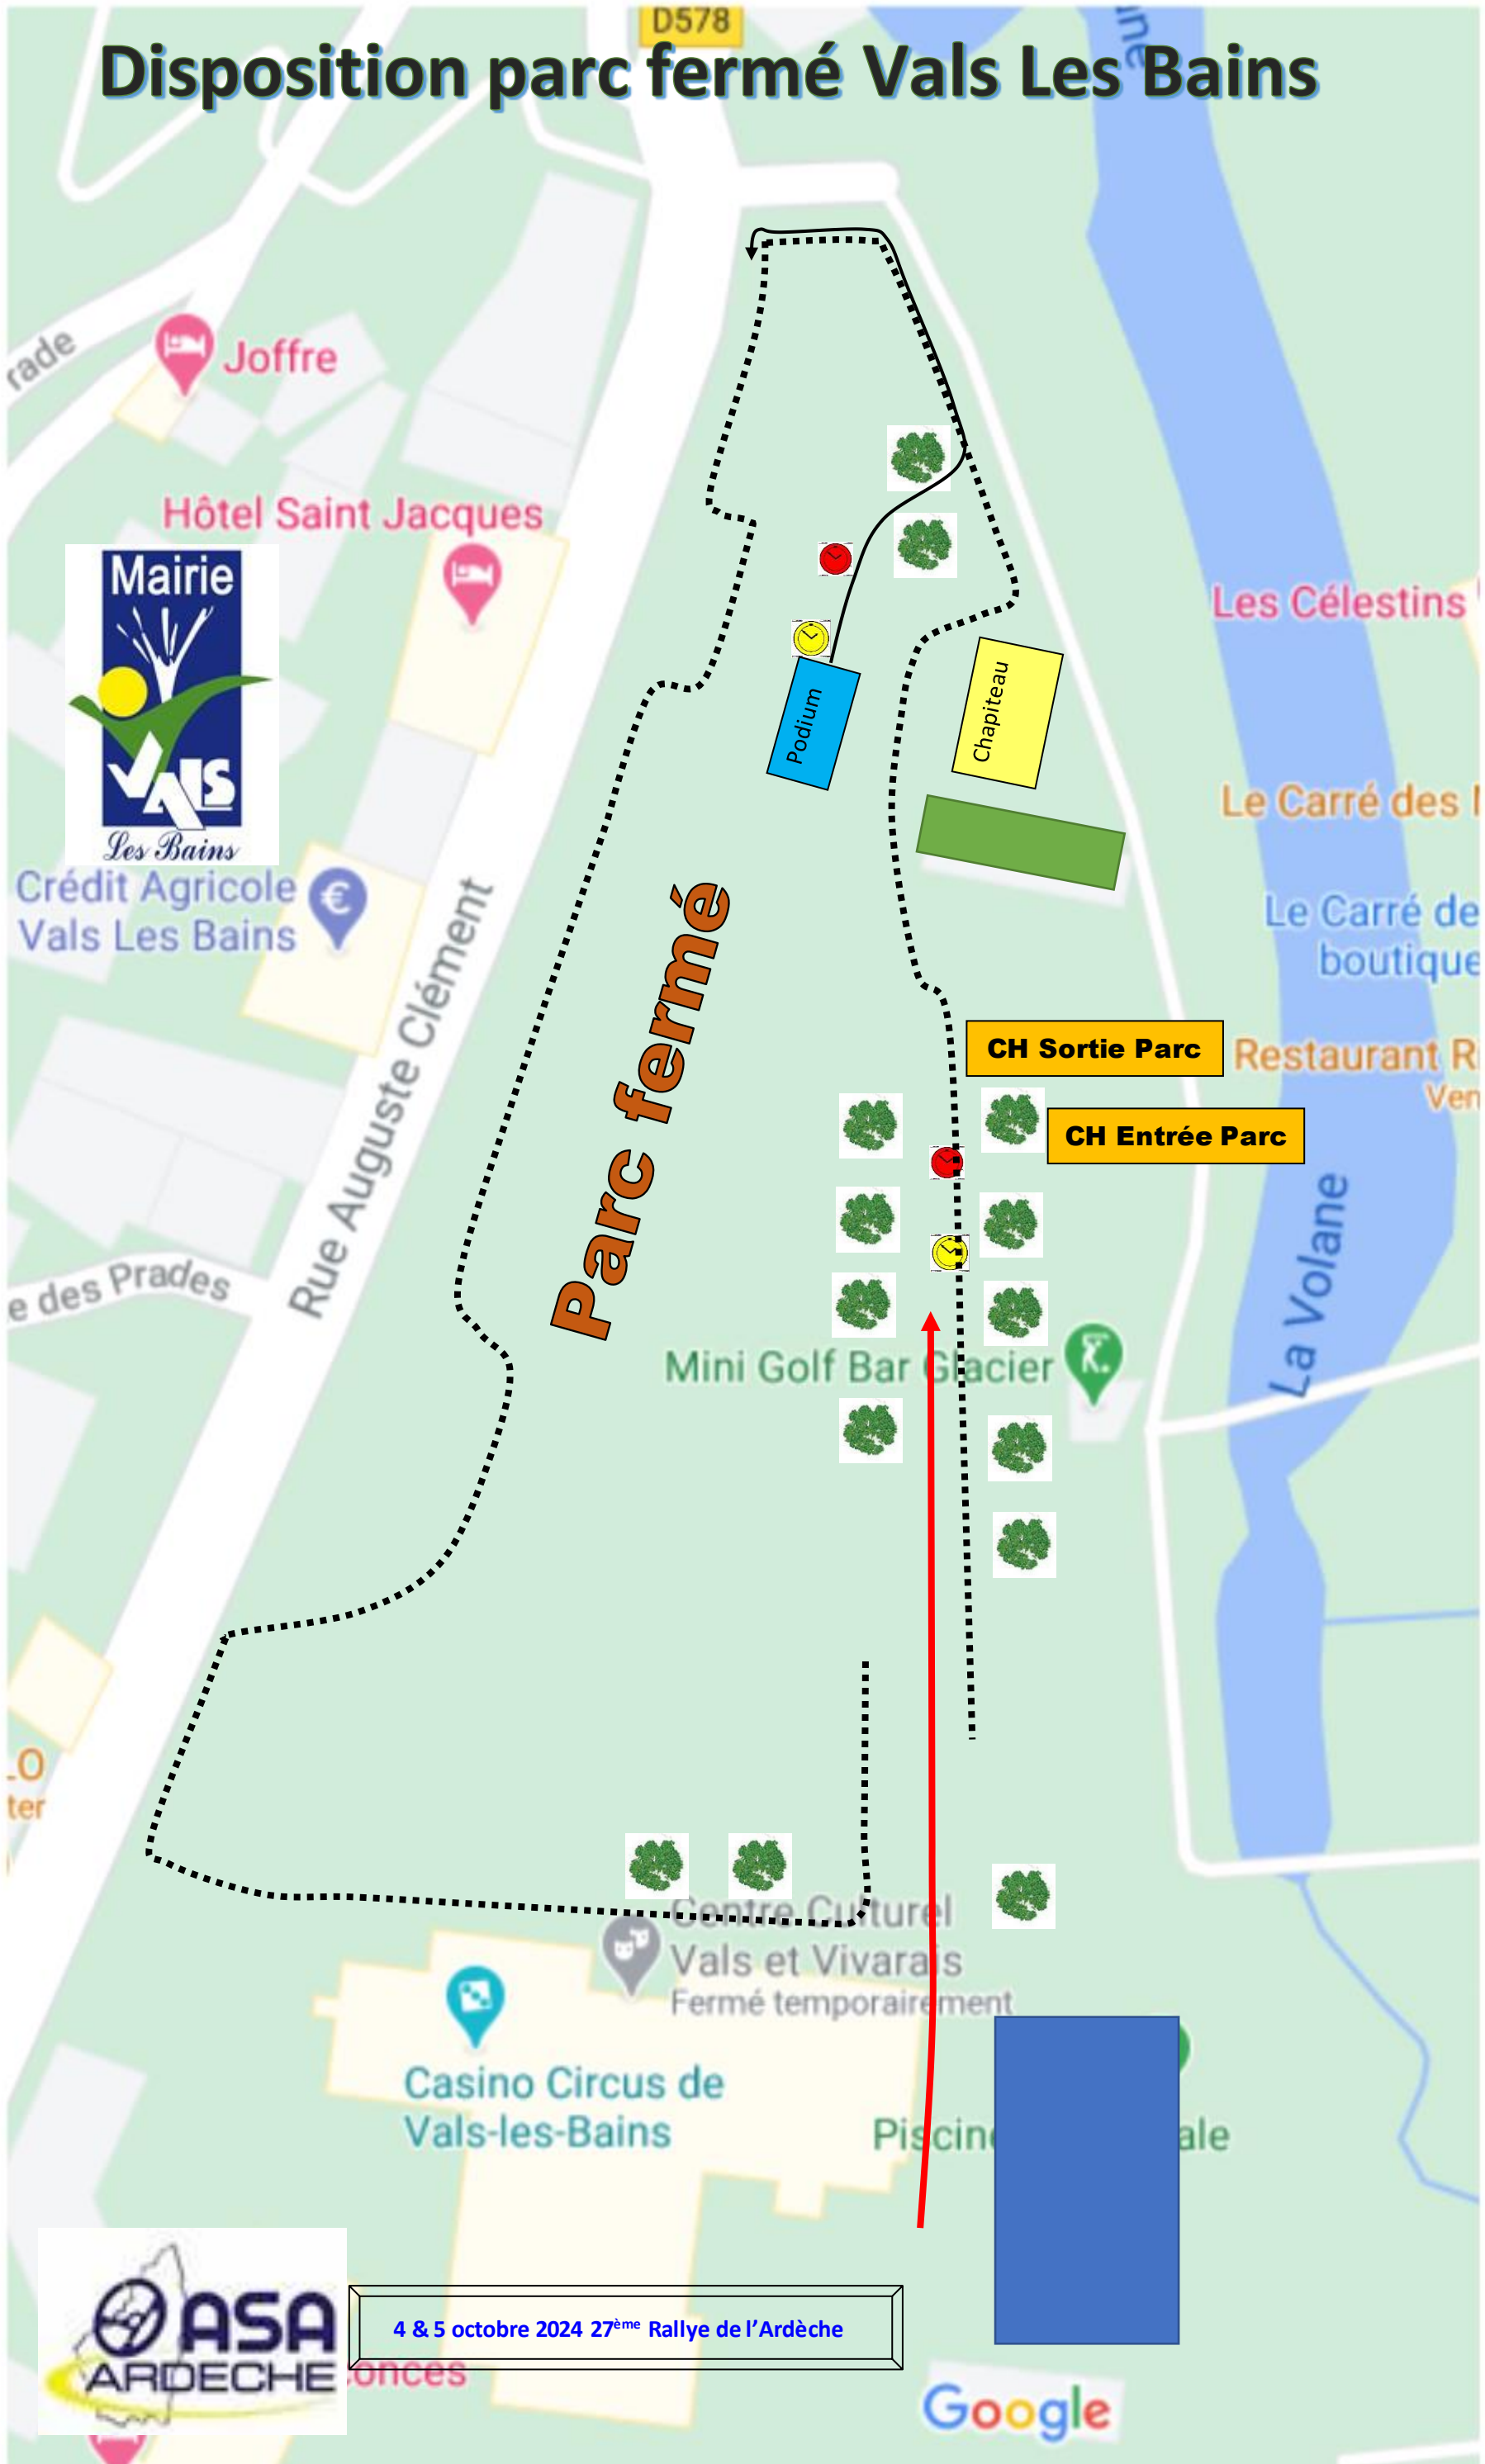 D578
Disposition parc fermé Vals Les Bains
rade
Joffre
Hôtel Saint Jacques
Mairie
VALS
Les Bains
Les Célestins
Podium
Chapiteau
Le Carré des
Crédit Agricole
Vals Les Bains
Le Carré de
boutique
Parc fermé
Rue Auguste Clément
CH Sortie Parc
Restaurant R
Ven
CH Entrée Parc
La Volane
e des Prades
Mini Golf Bar Glacier
LO
ter
Centre Culturel
Vals et Vivarais
Fermé temporairement
Casino Circus de
Vals-les-Bains
Piscin
ale
ASA
ARDECHE
4 & 5 octobre 2024 27ème Rallye de l'Ardèche
onces
Google